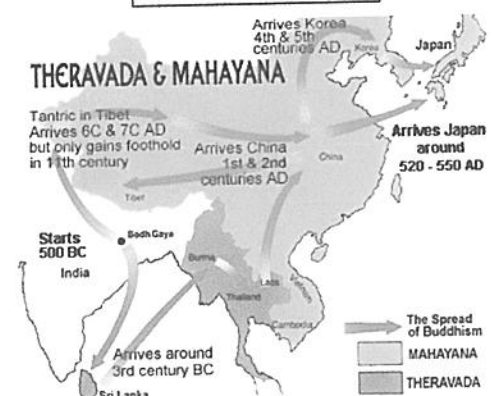 Arrives Korea
4th & 5th
centuries AD
Korea
Japan
THERAVADA & MAHAYANA
Tantric in Tibet
Arrives 6C & 7C AD
but only gains foothold
in 11th century
Arrives China
1st & 2nd
centuries AD
China
Arrives Japan
around
520 - 550 AD
Tibet
Starts
500 BC
Bodh Gaya
India
Burma
Laos
Thailand
Vietnam
Cambodia
Arrives around
3rd century BC
Sri Lanka
The Spread
of Buddhism
MAHAYANA
THERAVADA